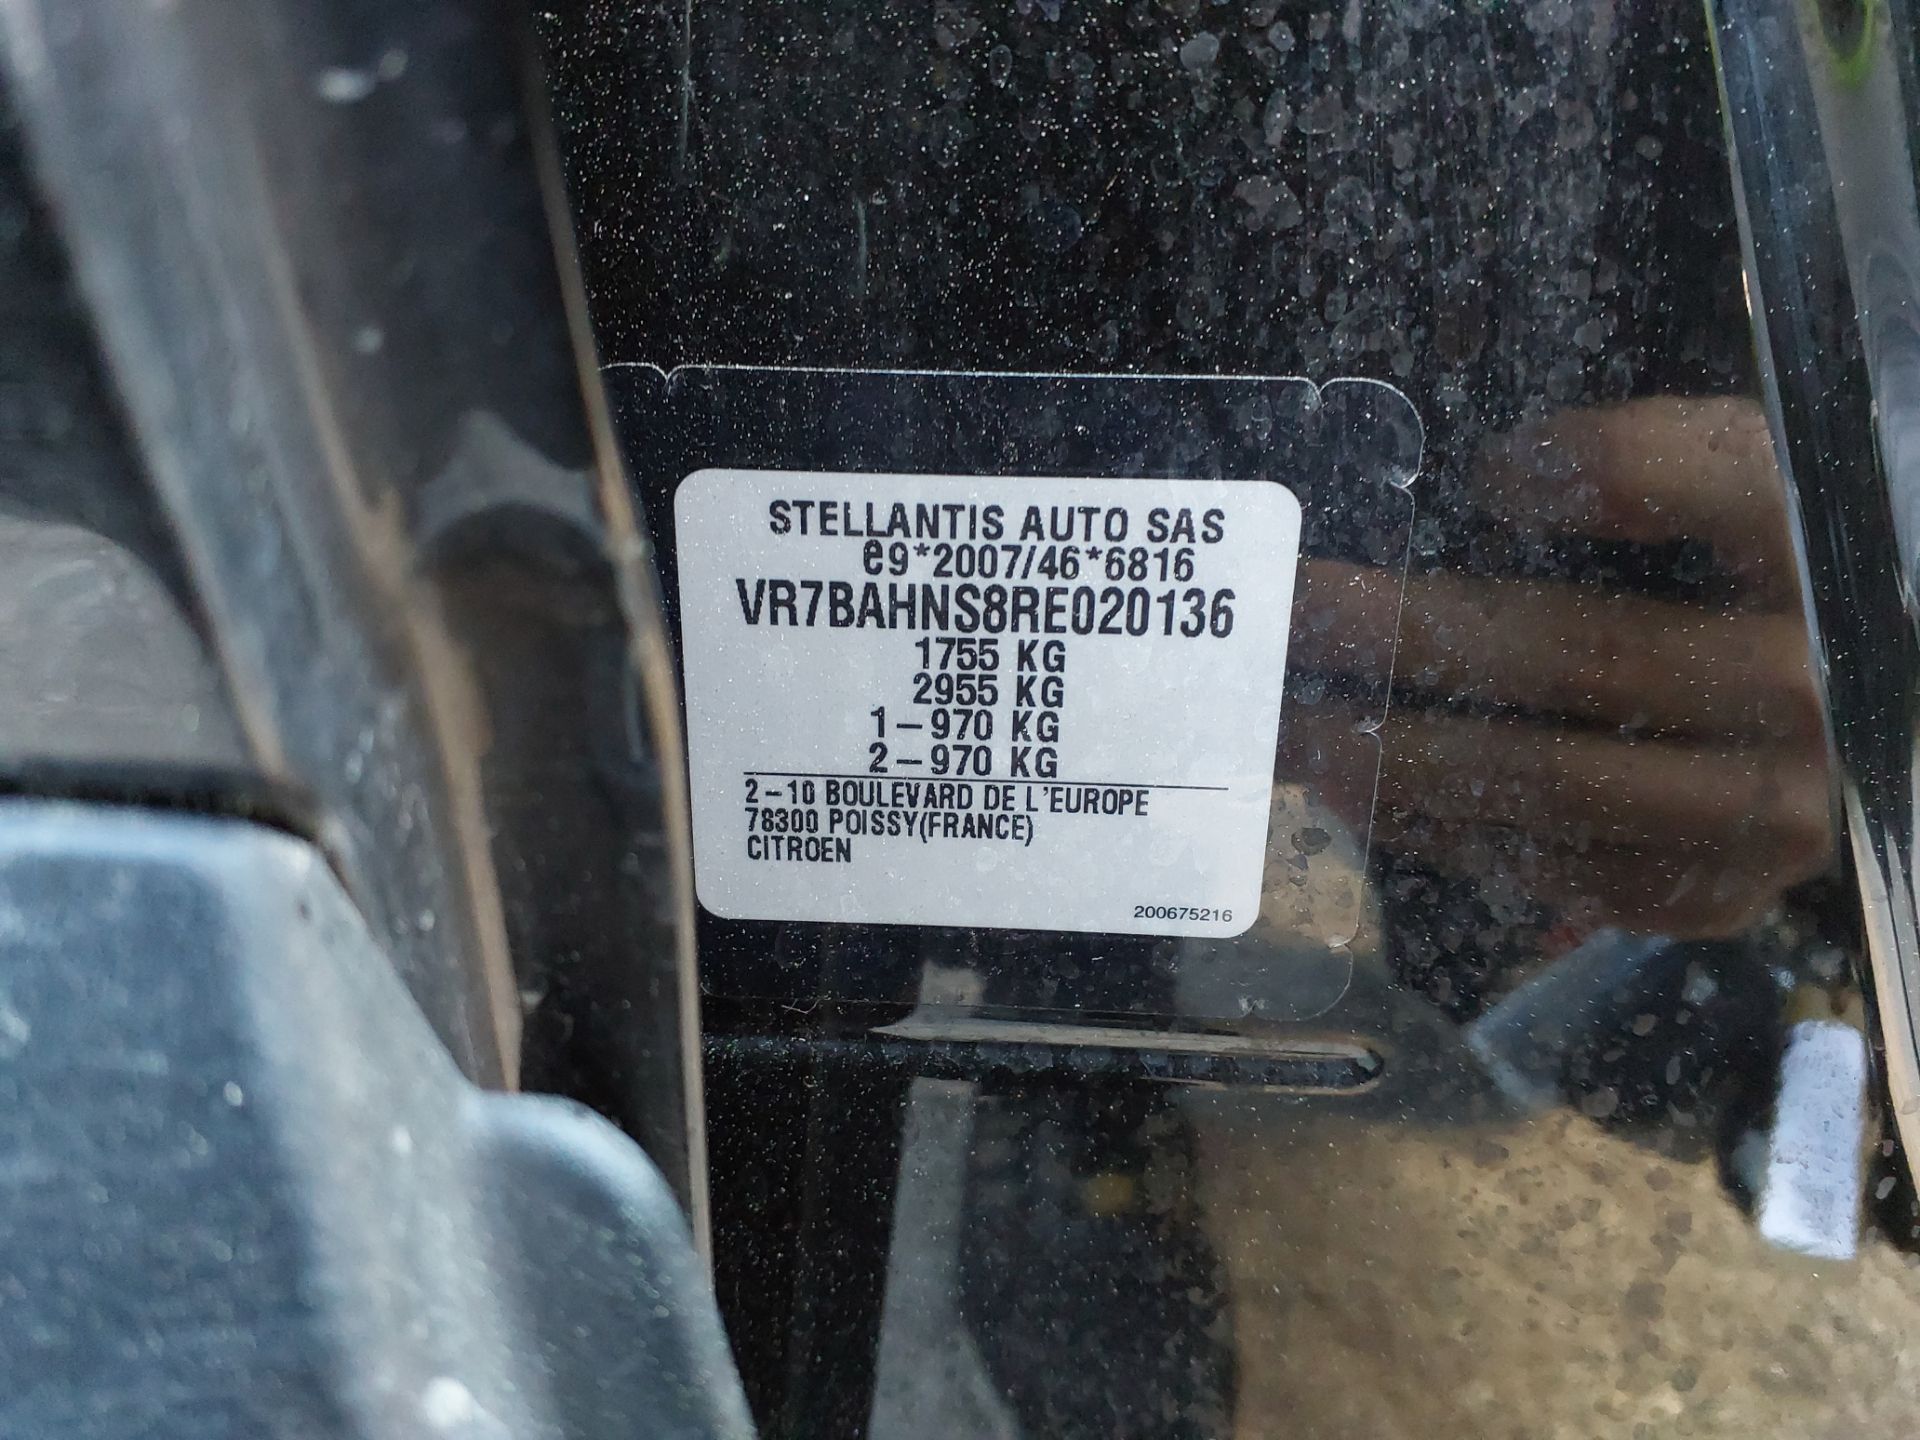 STELLANTIS AUTO SAS
e9*2007/46*6816
VR7BAHNS8RE020136
1755 KG
2955 KG
1-970 KG
2-970 KG
2-10 BOULEVARD DE L'EUROPE
78300 POISSY(FRANCE)
CITROEN
200675216